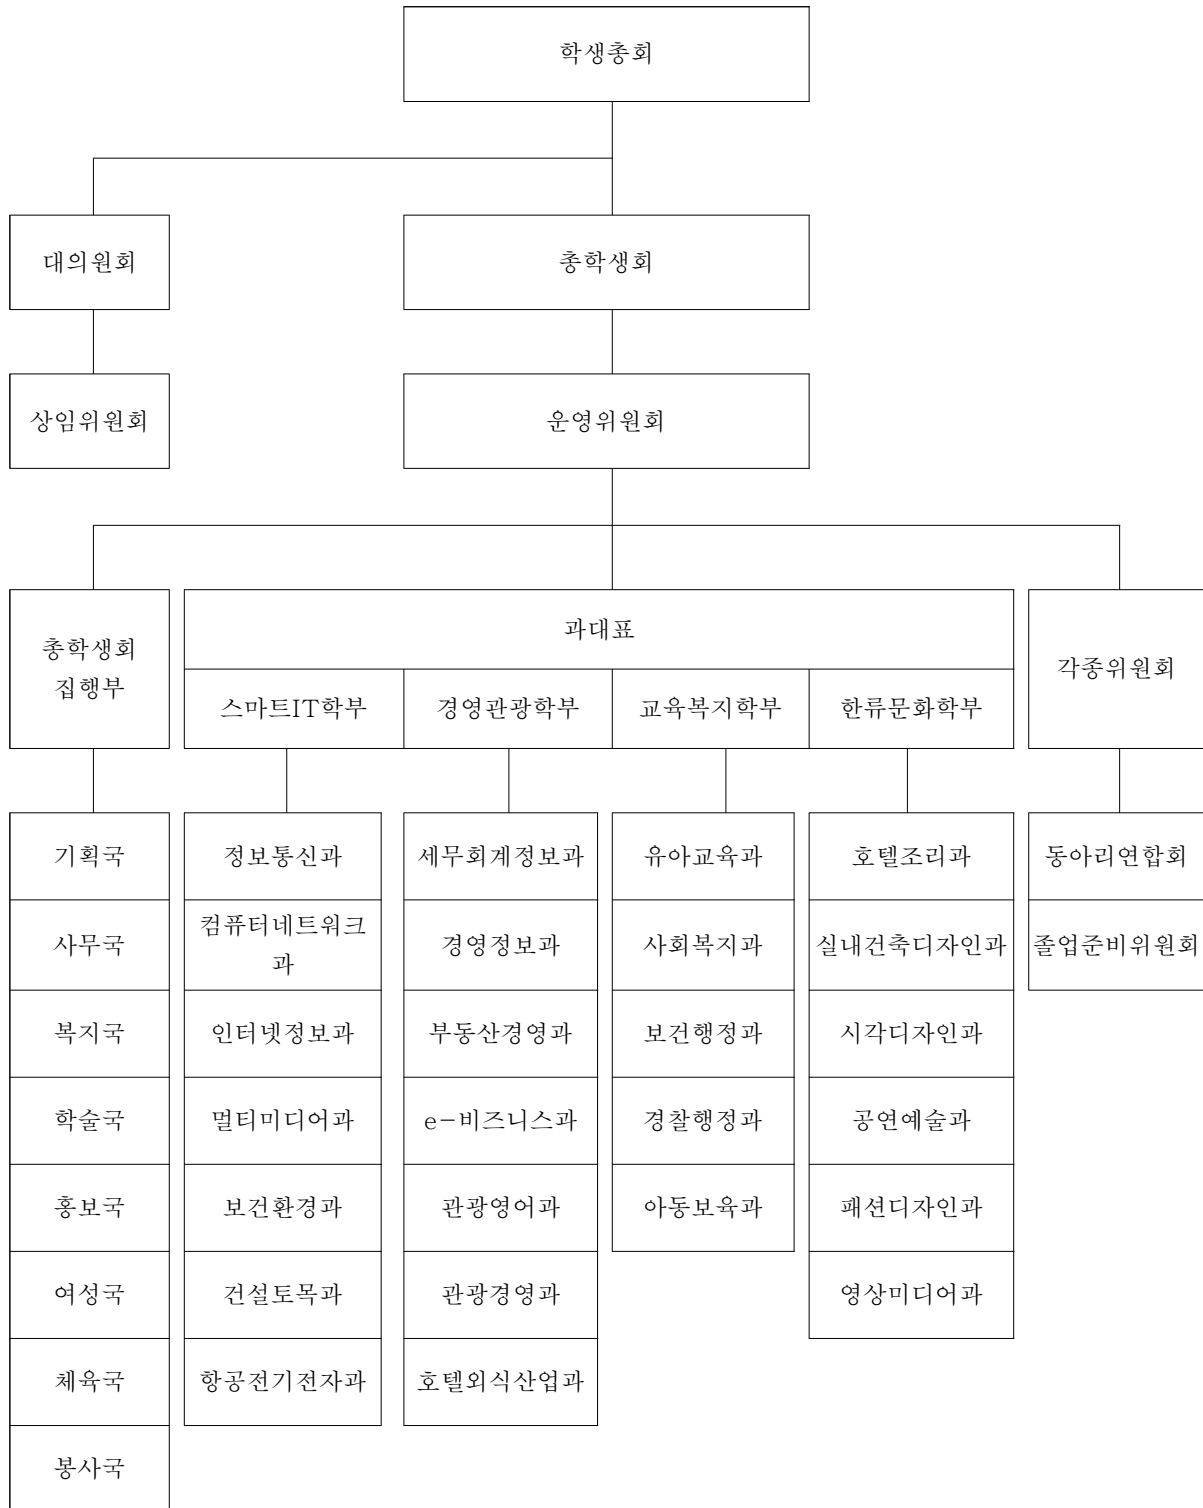 학생총회
대의원회
총학생회
상임위원회
운영위원회
총학생회
집행부
과대표
스마트IT학부
경영관광학부
교육복지학부
한류문화학부
각종위원회
기획국
정보통신과
세무회계정보과
유아교육과
호텔조리과
동아리연합회
사무국
컴퓨터네트워크
과
경영정보과
사회복지과
실내건축디자인과
졸업준비위원회
복지국
인터넷정보과
부동산경영과
보건행정과
시각디자인과
학술국
멀티미디어과
e-비즈니스과
경찰행정과
공연예술과
홍보국
보건환경과
관광영어과
아동보육과
패션디자인과
여성국
건설토목과
관광경영과
영상미디어과
체육국
항공전기전자과
호텔외식산업과
봉사국